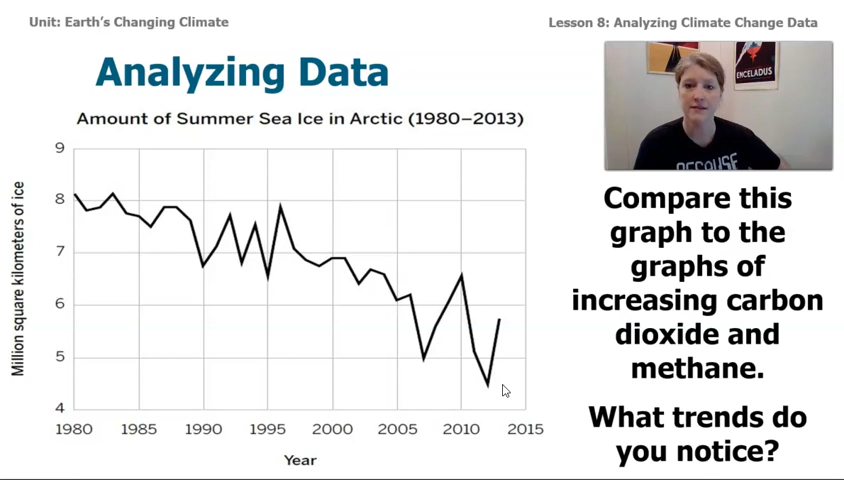 Unit: Earth's Changing Climate
Lesson 8: Analyzing Climate Change Data
Analyzing Data
Amount of Summer Sea Ice in Arctic (1980–2013)
Million square kilometers of ice
9
8
7
6
5
4
1980 1985 1990 1995 2000 2005 2010 2015
Year
ENCELADUS
BECAUSE
Compare this
graph to the
graphs of
increasing carbon
dioxide and
methane.
What trends do
you notice?